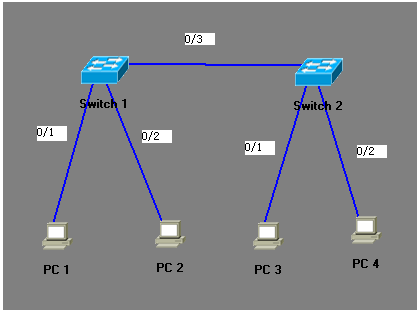 0/3
Switch 1
Switch 2
0/1
0/2
0/1
0/2
PC 1
PC 2
PC 3
PC 4